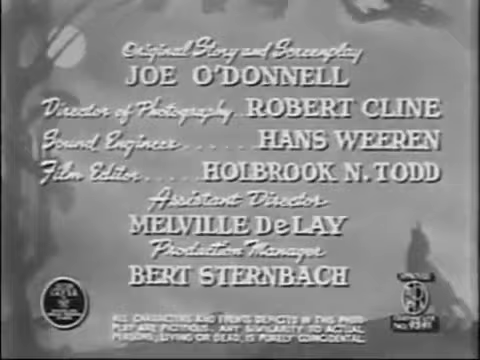 Original Story and Screenplay
JOE O'DONNELL
Director of Photography.. ROBERT CLINE
Sound Engineer...... HANS WEEREN
Film Editor..... HOLBROOK N. TODD
Assistant Director
MELVILLE DeLAY
Production Manager
BERT STERNBACH
ALL CHARACTERS AND EVENTS DEPICTED IN THIS PHOTO-
PLAY ARE FICTITIOUS. ANY SIMILARITY TO ACTUAL
PERSONS, LIVING OR DEAD, IS PURELY COINCIDENTAL.